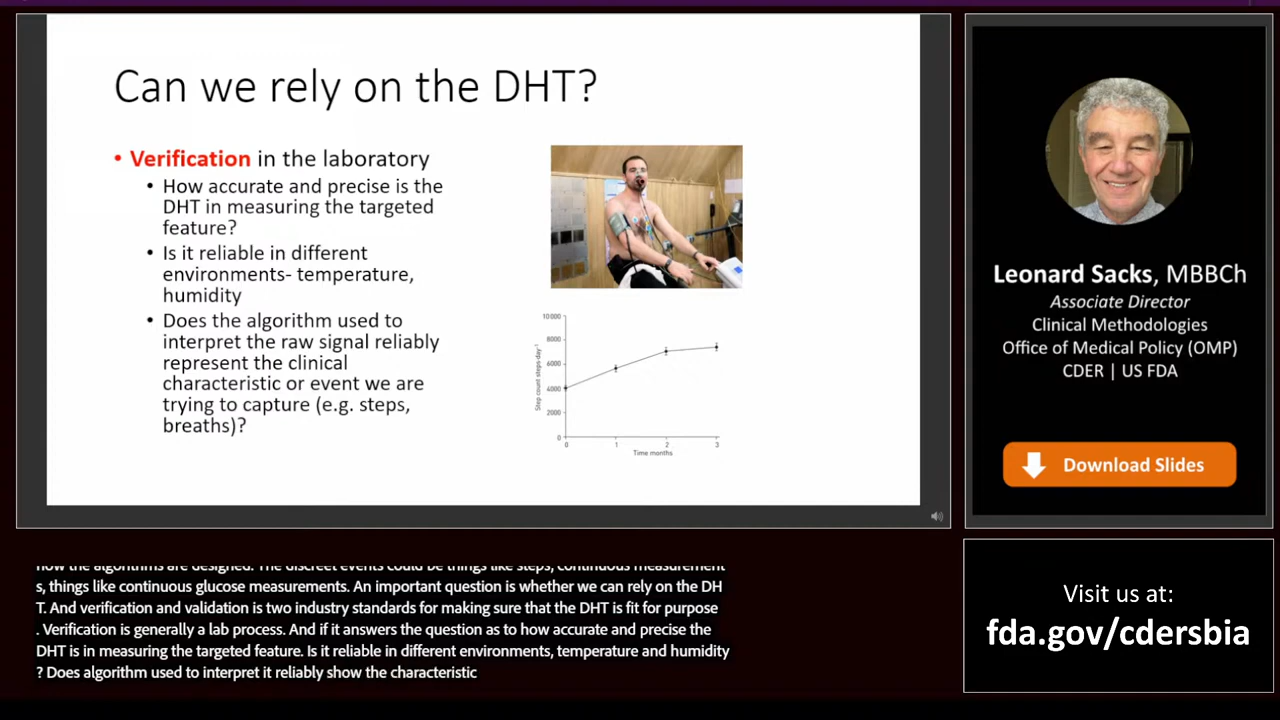 Can we rely on the DHT?
• Verification in the laboratory
• How accurate and precise is the
DHT in measuring the targeted
feature?
• Is it reliable in different
environments- temperature,
humidity
• Does the algorithm used to
interpret the raw signal reliably
represent the clinical
characteristic or event we are
trying to capture (e.g. steps,
breaths)?
10000
8000
6000
4000
2000
0
Step count steps·day⁻¹
0 1 2 3
Time months
Leonard Sacks, MBBCh
Associate Director
Clinical Methodologies
Office of Medical Policy (OMP)
CDER | US FDA
Download Slides
how the algorithms are designed. The discreet events could be things like steps, continuous measurement
s, things like continuous glucose measurements. An important question is whether we can rely on the DH
T. And verification and validation is two industry standards for making sure that the DHT is fit for purpose
. Verification is generally a lab process. And if it answers the question as to how accurate and precise the
DHT is in measuring the targeted feature. Is it reliable in different environments, temperature and humidity
? Does algorithm used to interpret it reliably show the characteristic
Visit us at:
fda.gov/cdersbia